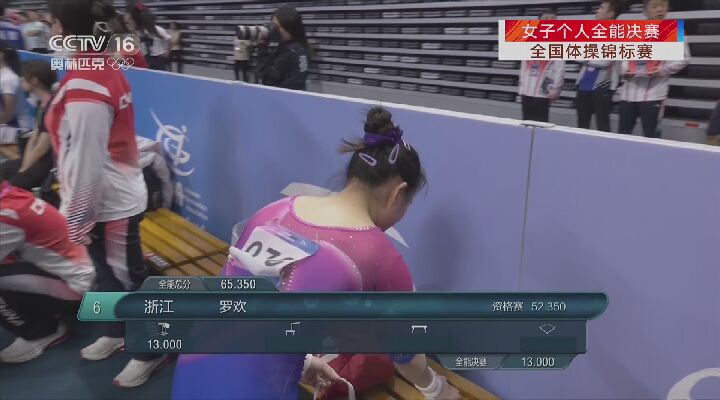 CCTV 16
奥林匹克
女子个人全能决赛
全国体操锦标赛
全能总分 65.350
6 浙江 罗欢 资格赛 52.350
13.000
全能决赛 13.000